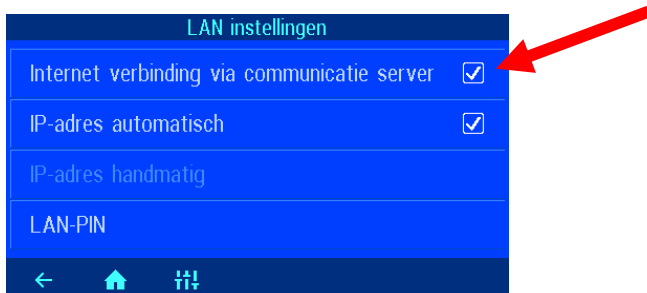 LAN instellingen
Internet verbinding via communicatie server
IP-adres automatisch
IP-adres handmatig
LAN-PIN